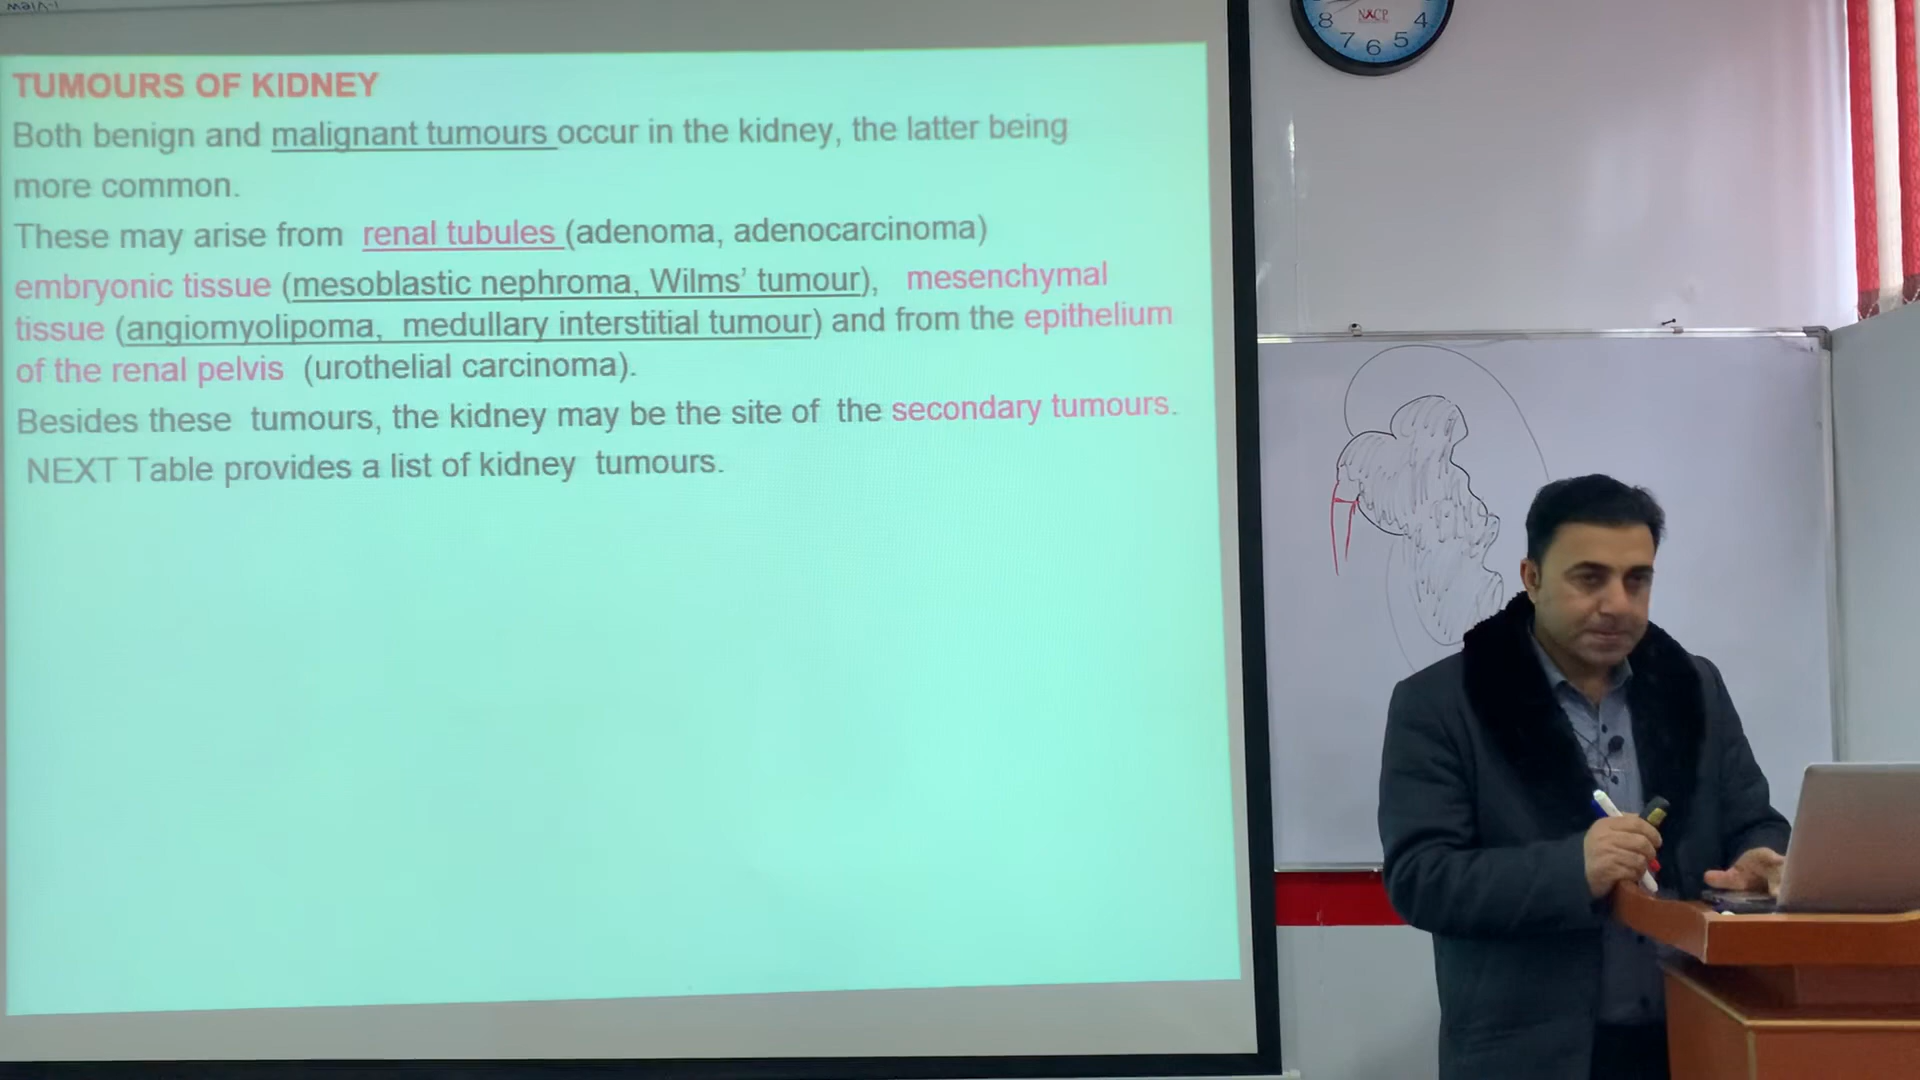 TUMOURS OF KIDNEY
Both benign and malignant tumours occur in the kidney, the latter being
more common.
These may arise from renal tubules (adenoma, adenocarcinoma)
embryonic tissue (mesoblastic nephroma, Wilms’ tumour), mesenchymal
tissue (angiomyolipoma, medullary interstitial tumour) and from the epithelium
of the renal pelvis (urothelial carcinoma).
Besides these tumours, the kidney may be the site of the secondary tumours.
NEXT Table provides a list of kidney tumours.
NACP
8 7 6 5 4